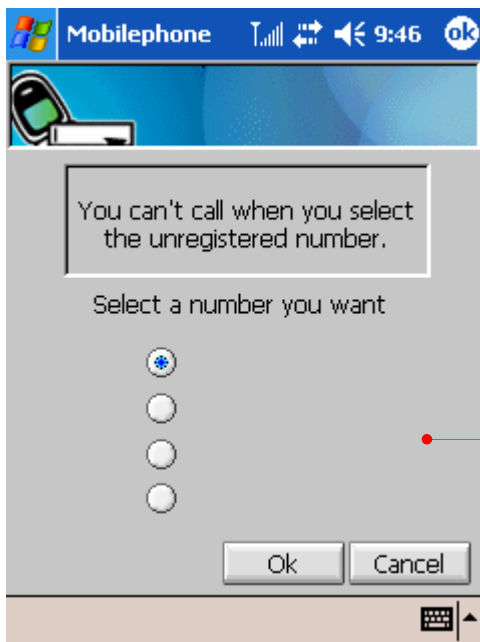 Mobilephone 9:46 ok
You can't call when you select
the unregistered number.
Select a number you want
Ok Cancel